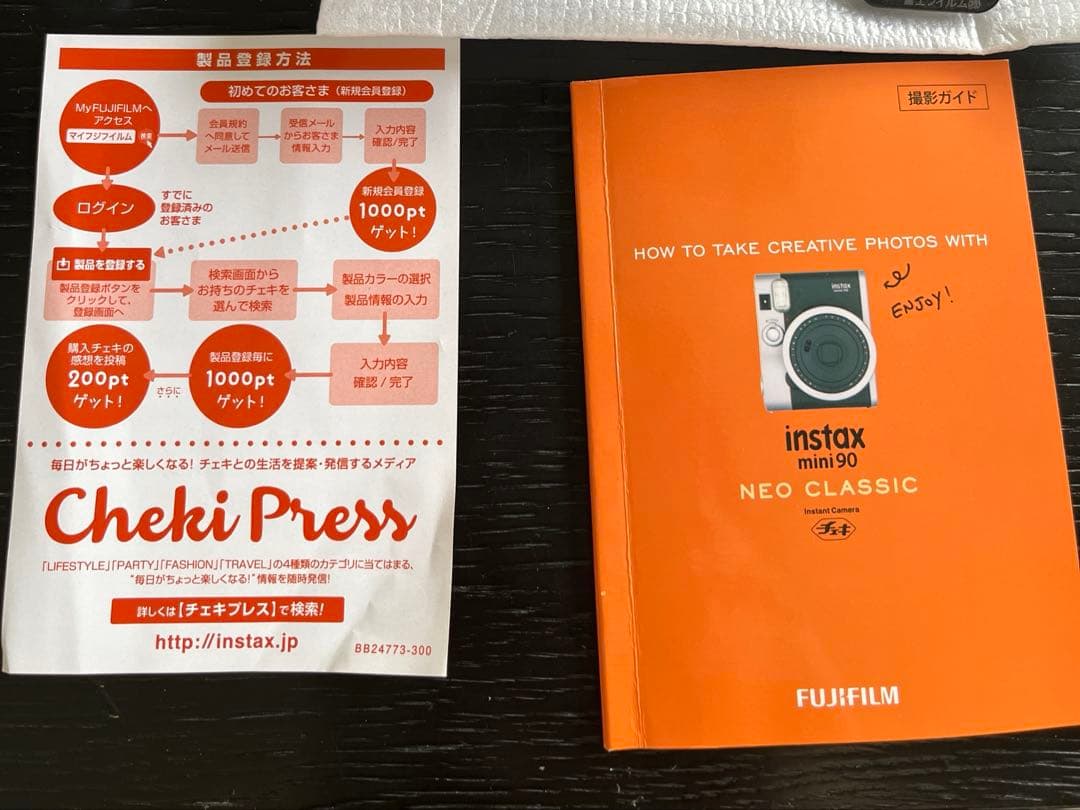 製品登録方法
MyFUJIFILMへ
アクセス
マイフジフイルム 検索
初めてのお客さま（新規会員登録）
会員規約
へ同意して
メール送信
受信メール
からお客さま
情報入力
入力内容
確認/完了
新規会員登録
1000pt
ゲット!
ログイン
すでに
登録済みの
お客さま
製品を登録する
製品登録ボタンを
クリックして、
登録画面へ
検索画面から
お持ちのチェキを
選んで検索
製品カラーの選択
製品情報の入力
入力内容
確認 / 完了
製品登録毎に
1000pt
ゲット!
さらに
購入チェキの
感想を投稿
200pt
ゲット!
毎日がちょっと楽しくなる! チェキとの生活を提案・発信するメディア
Cheki Press
「LIFESTYLE」「PARTY」「FASHION」「TRAVEL」の4種類のカテゴリに当てはまる、
"毎日がちょっと楽しくなる!"情報を随時発信!
詳しくは【チェキプレス】で検索!
http://instax.jp
BB24773-300
撮影ガイド
HOW TO TAKE CREATIVE PHOTOS WITH
ENJOY!
instax
mini 90
instax
mini 90
NEO CLASSIC
Instant Camera
チェキ
FUJIFILM